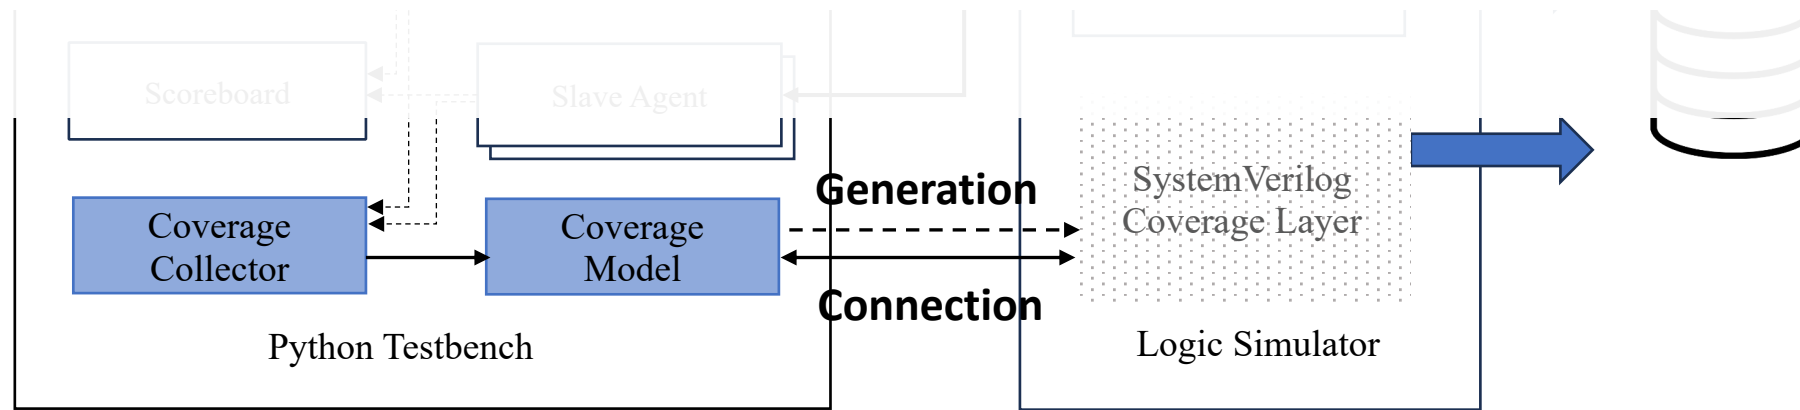 Scoreboard
Slave Agent
Generation
SystemVerilog
Coverage Layer
Coverage
Collector
Coverage
Model
Connection
Python Testbench
Logic Simulator